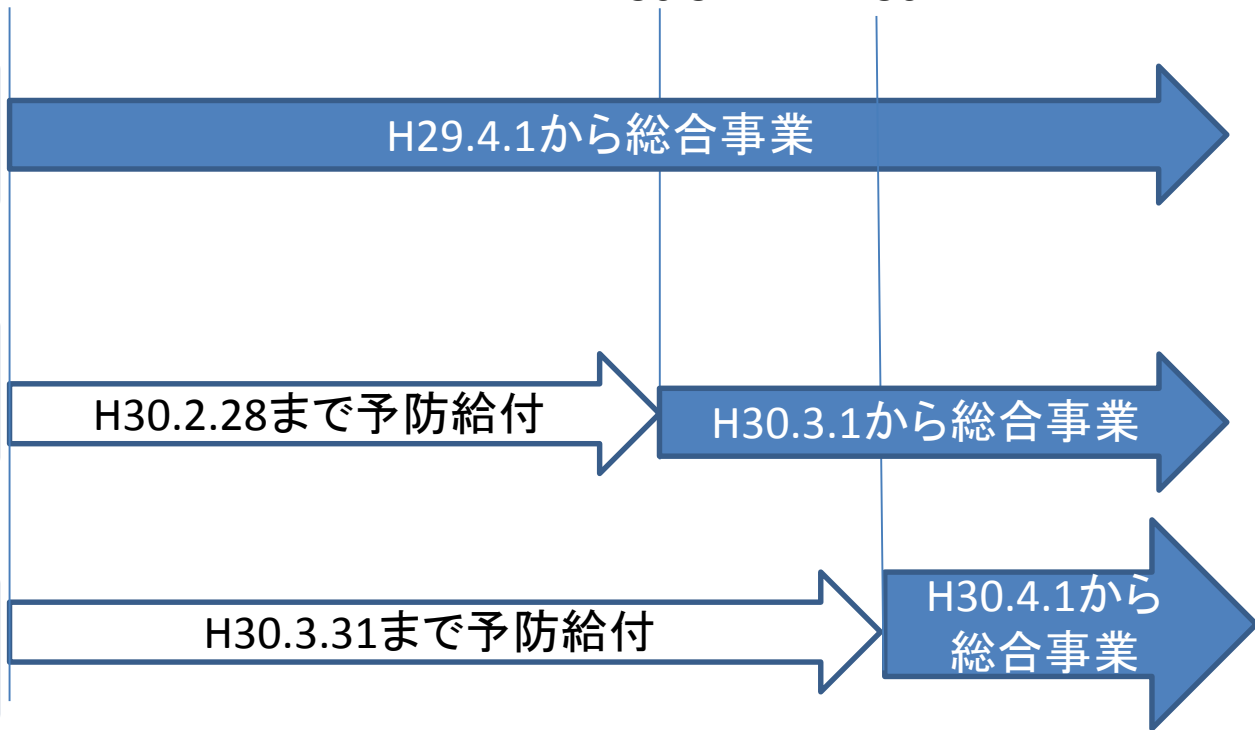 H29.4.1から総合事業
H30.2.28まで予防給付
H30.3.1から総合事業
H30.3.31まで予防給付
H30.4.1から
総合事業